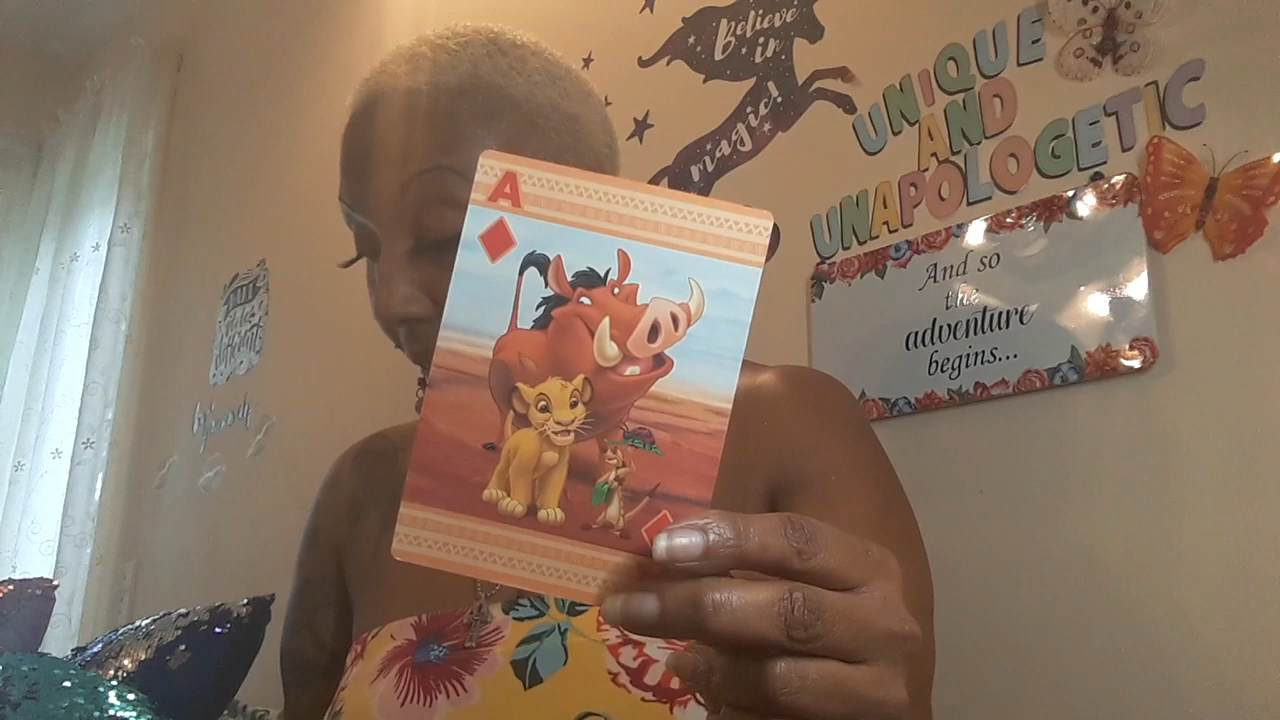 Believe
in
magic!
UNIQUE
AND
UNAPOLOGETIC
And so
the
adventure
begins...
A